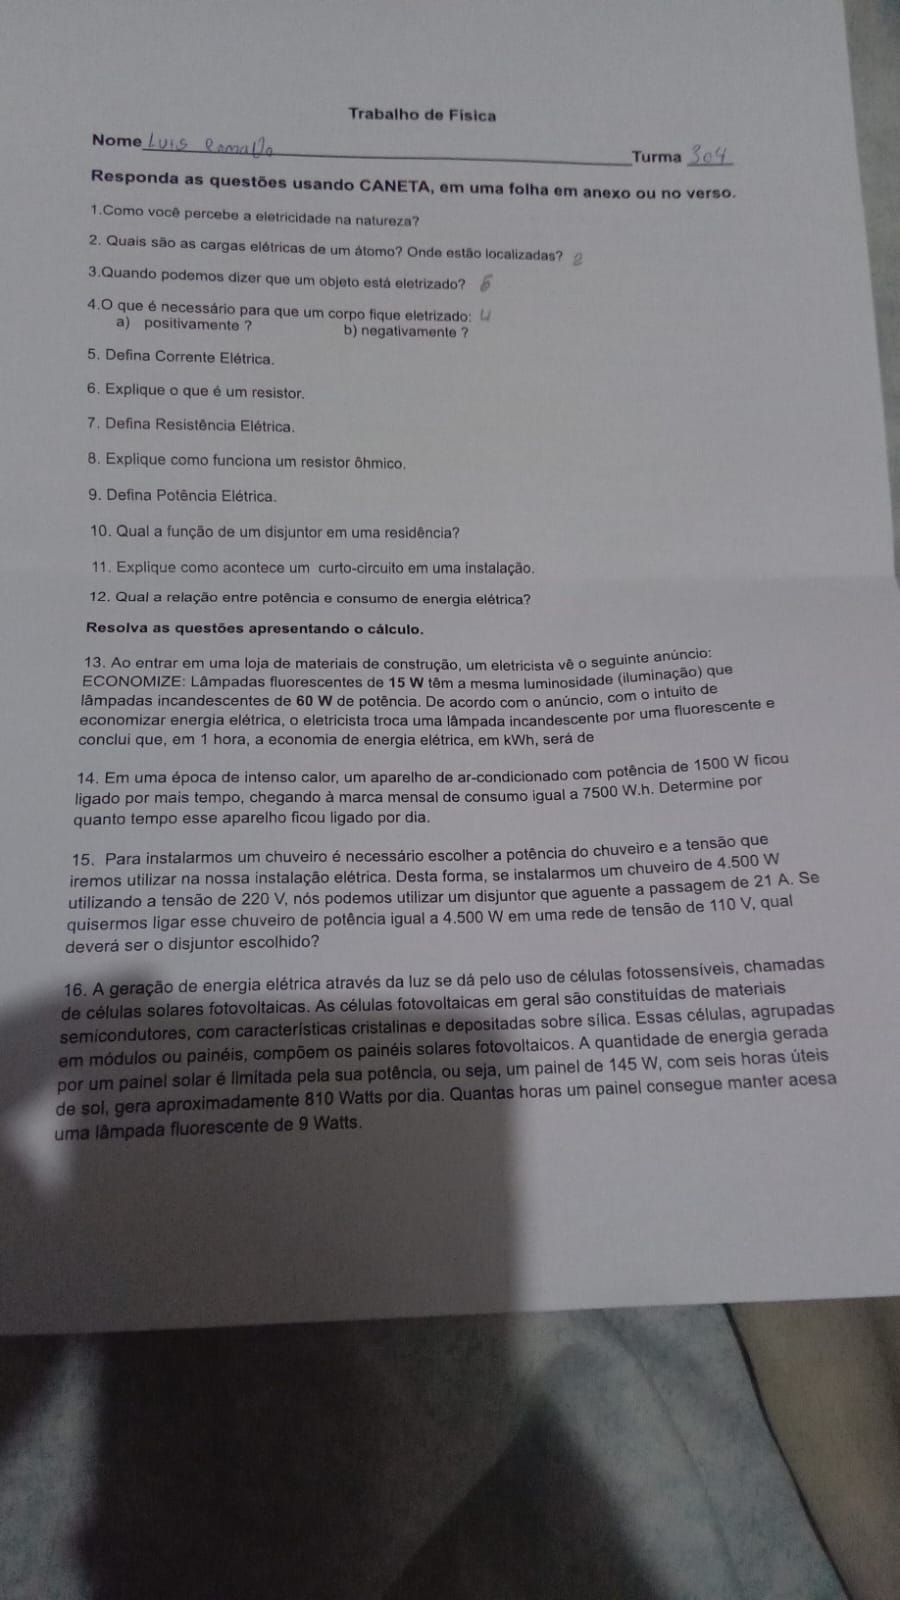 Trabalho de Física
Nome Luis Ramalho Turma 304
Responda as questões usando CANETA, em uma folha em anexo ou no verso.
1.Como você percebe a eletricidade na natureza?
2. Quais são as cargas elétricas de um átomo? Onde estão localizadas? 2
3.Quando podemos dizer que um objeto está eletrizado? 6
4.O que é necessário para que um corpo fique eletrizado: 4
a) positivamente ? b) negativamente ?
5. Defina Corrente Elétrica.
6. Explique o que é um resistor.
7. Defina Resistência Elétrica.
8. Explique como funciona um resistor ôhmico.
9. Defina Potência Elétrica.
10. Qual a função de um disjuntor em uma residência?
11. Explique como acontece um curto-circuito em uma instalação.
12. Qual a relação entre potência e consumo de energia elétrica?
Resolva as questões apresentando o cálculo.
13. Ao entrar em uma loja de materiais de construção, um eletricista vê o seguinte anúncio:
ECONOMIZE: Lâmpadas fluorescentes de 15 W têm a mesma luminosidade (iluminação) que
lâmpadas incandescentes de 60 W de potência. De acordo com o anúncio, com o intuito de
economizar energia elétrica, o eletricista troca uma lâmpada incandescente por uma fluorescente e
conclui que, em 1 hora, a economia de energia elétrica, em kWh, será de
14. Em uma época de intenso calor, um aparelho de ar-condicionado com potência de 1500 W ficou
ligado por mais tempo, chegando à marca mensal de consumo igual a 7500 W.h. Determine por
quanto tempo esse aparelho ficou ligado por dia.
15. Para instalarmos um chuveiro é necessário escolher a potência do chuveiro e a tensão que
iremos utilizar na nossa instalação elétrica. Desta forma, se instalarmos um chuveiro de 4.500 W
utilizando a tensão de 220 V, nós podemos utilizar um disjuntor que aguente a passagem de 21 A. Se
quisermos ligar esse chuveiro de potência igual a 4.500 W em uma rede de tensão de 110 V, qual
deverá ser o disjuntor escolhido?
16. A geração de energia elétrica através da luz se dá pelo uso de células fotossensíveis, chamadas
de células solares fotovoltaicas. As células fotovoltaicas em geral são constituídas de materiais
semicondutores, com características cristalinas e depositadas sobre sílica. Essas células, agrupadas
em módulos ou painéis, compõem os painéis solares fotovoltaicos. A quantidade de energia gerada
por um painel solar é limitada pela sua potência, ou seja, um painel de 145 W, com seis horas úteis
de sol, gera aproximadamente 810 Watts por dia. Quantas horas um painel consegue manter acesa
uma lâmpada fluorescente de 9 Watts.